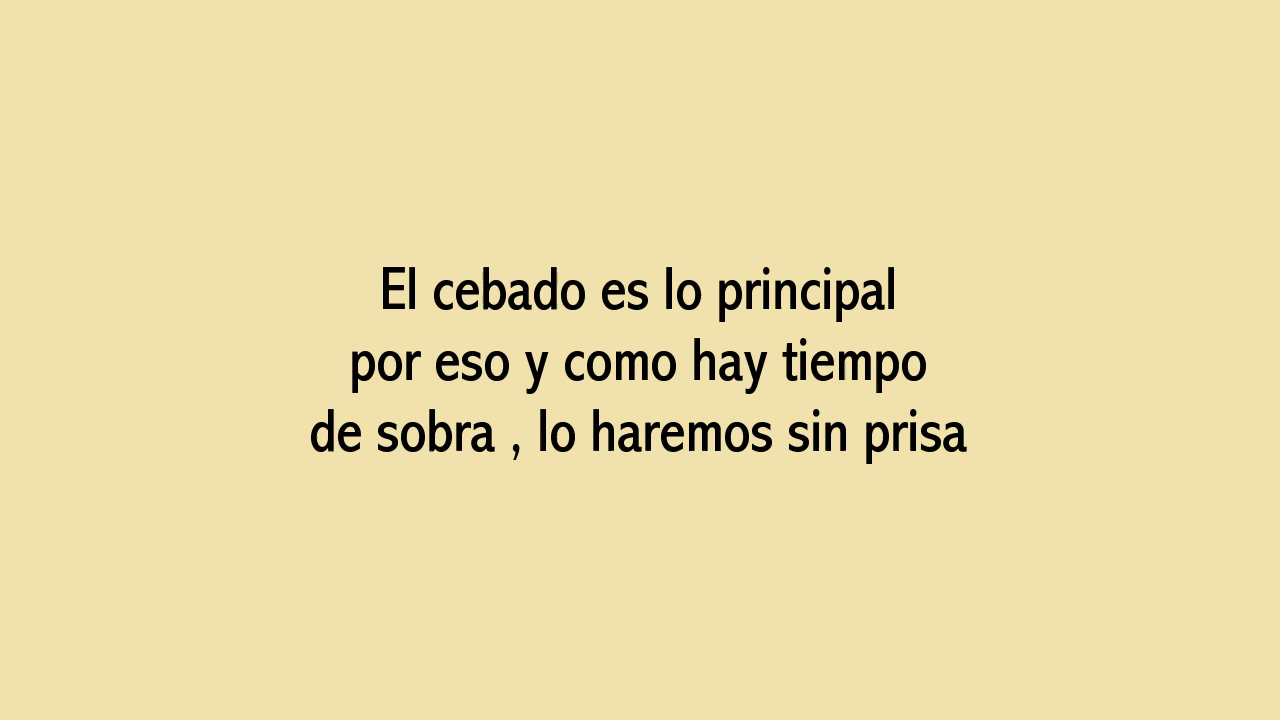 El cebado es lo principal
por eso y como hay tiempo
de sobra , lo haremos sin prisa